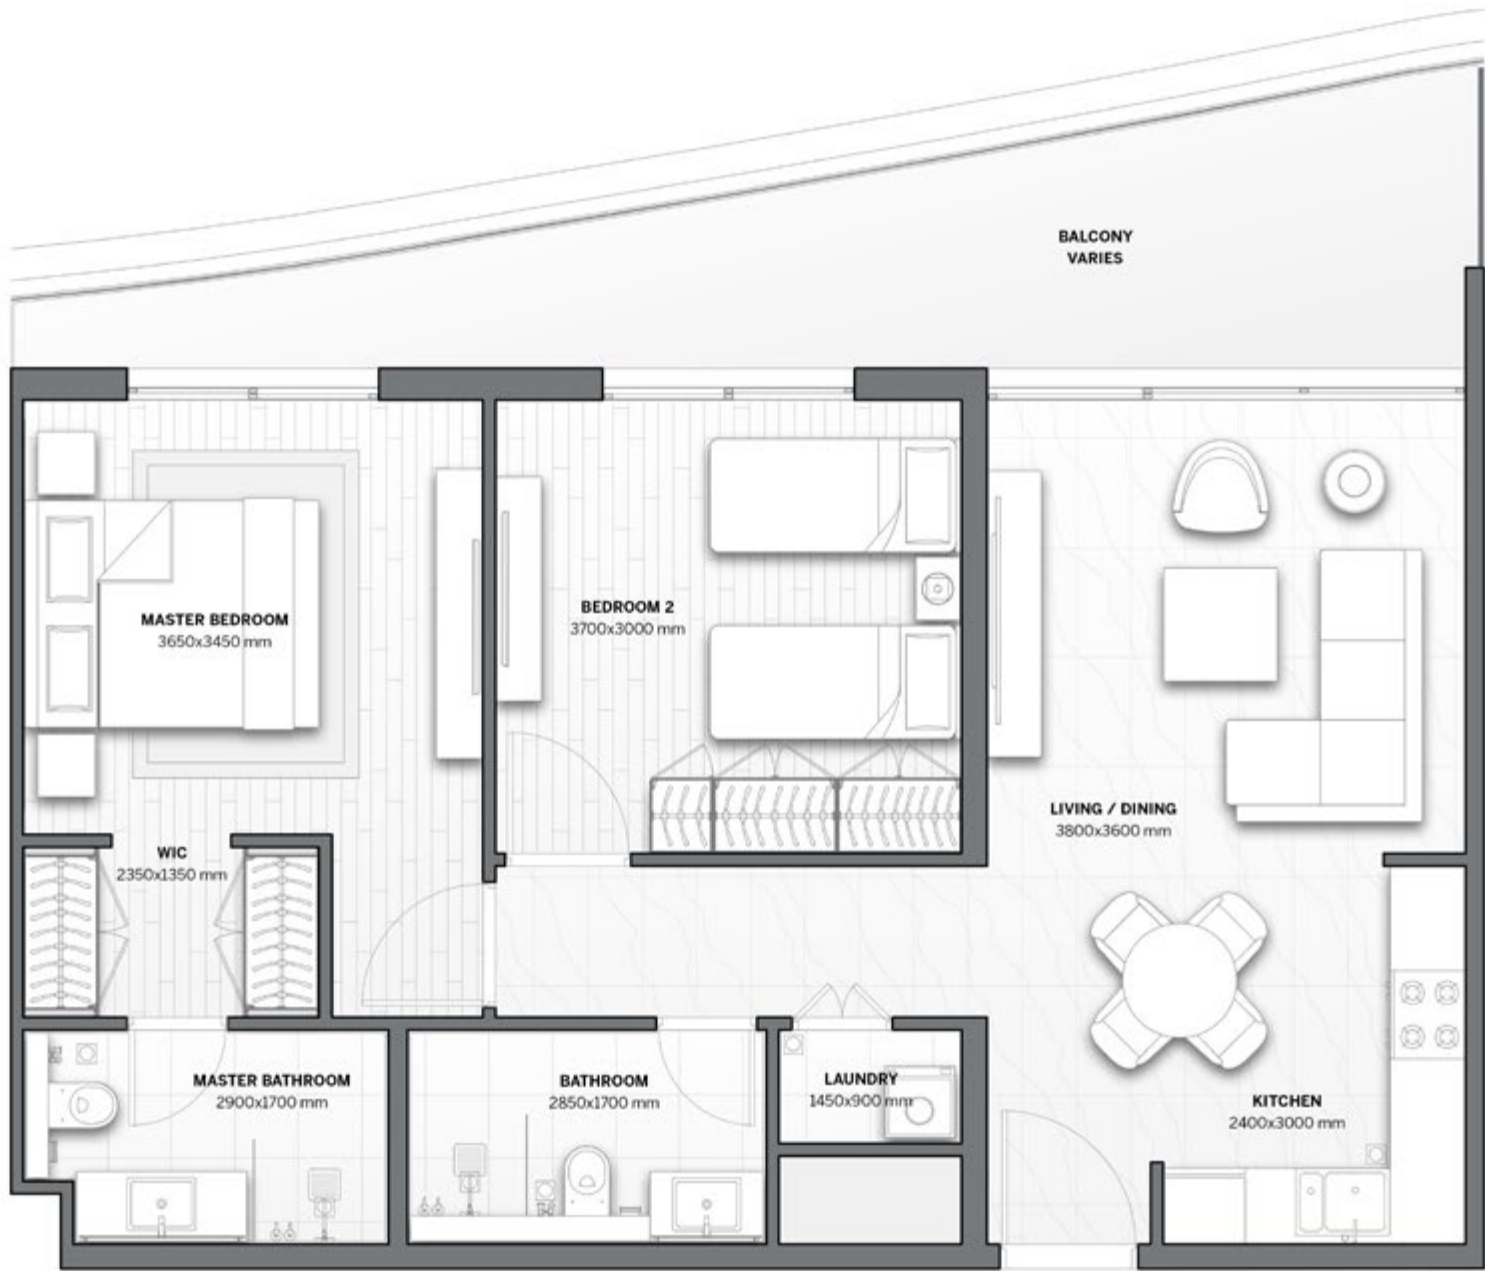 BALCONY
VARIES
MASTER BEDROOM
3650x3450 mm
BEDROOM 2
3700x3000 mm
LIVING / DINING
3800x3600 mm
WIC
2350x1350 mm
MASTER BATHROOM
2900x1700 mm
BATHROOM
2850x1700 mm
LAUNDRY
1450x900 mm
KITCHEN
2400x3000 mm